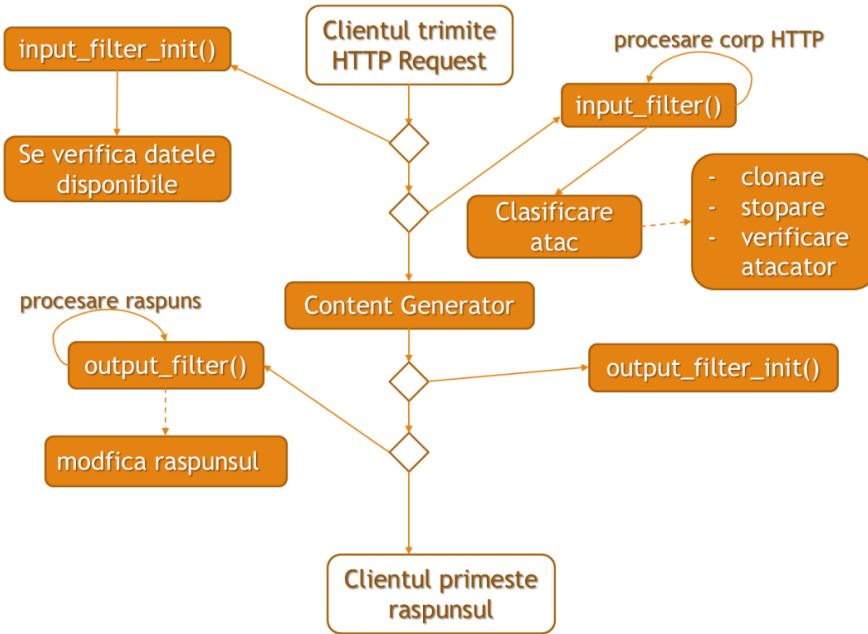 Clientul trimite
HTTP Request
input_filter_init()
Se verifica datele
disponibile
procesare corp HTTP
input_filter()
Clasificare
atac
- clonare
- stopare
- verificare
atacator
Content Generator
procesare raspuns
output_filter()
modfica raspunsul
output_filter_init()
Clientul primeste
raspunsul